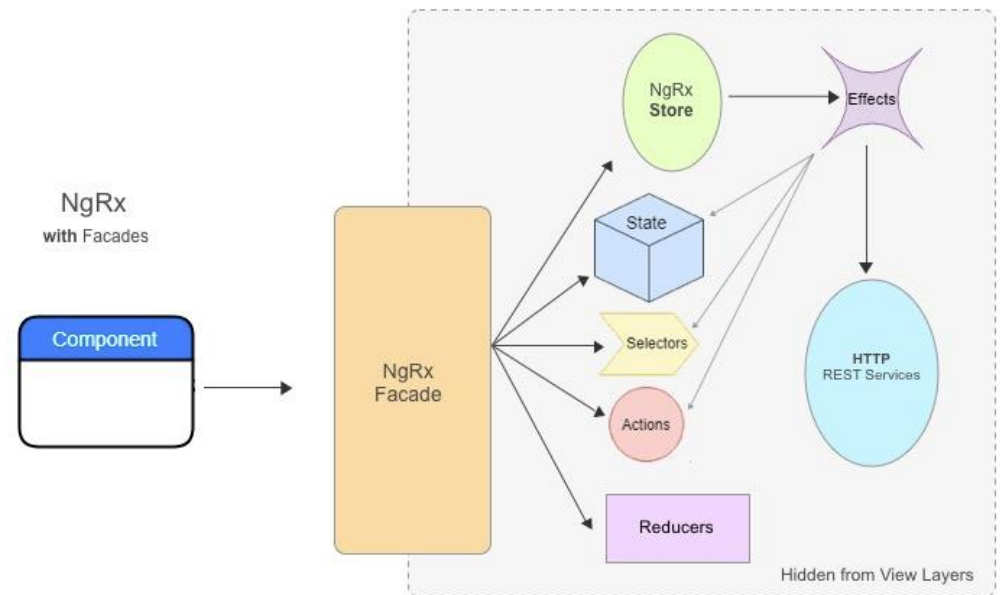 NgRx
with Facades
Component
NgRx
Facade
NgRx
Store
Effects
State
Selectors
Actions
Reducers
HTTP
REST Services
Hidden from View Layers